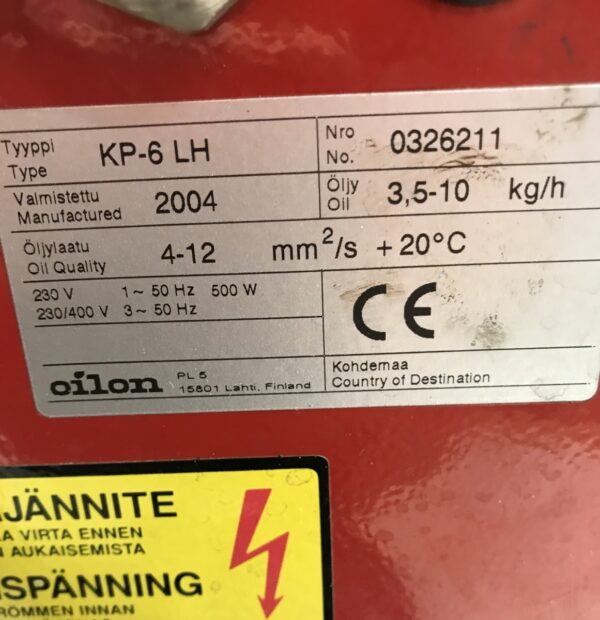 Tyyppi
Type
KP-6 LH
Nro
No.
0326211
Valmistettu
Manufactured
2004
Öljy
Oil
3,5-10 kg/h
Öljylaatu
Oil Quality
4-12 mm²/s +20°C
230 V 1~ 50 Hz 500 W
230/400 V 3~ 50 Hz
CE
oilon
PL 5
15801 Lahti, Finland
Kohdemaa
Country of Destination
JÄNNITE
A VIRTA ENNEN
N AUKAISEMISTA
SPÄNNING
RÖMMEN INNAN